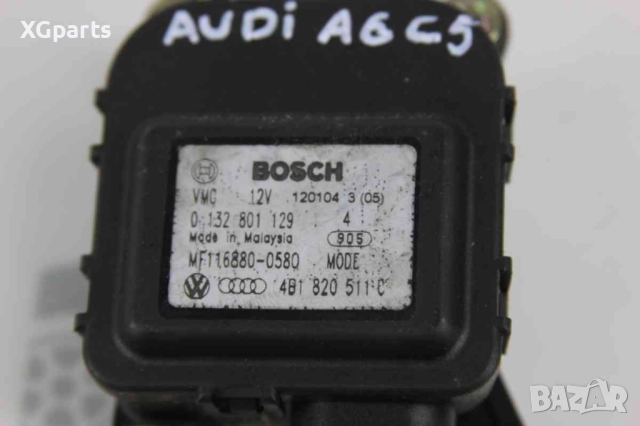 XGparts
AUDi A6 C5
BOSCH
VMC 12V 120104 3 (05)
0 132 801 129 4
Made in Malaysia 905
MF116880-0580 MODE
4B1 820 511 C
BAZAR